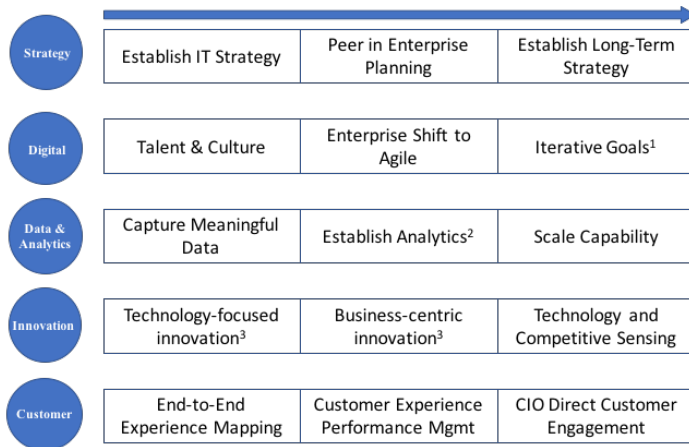 Strategy
Establish IT Strategy
Peer in Enterprise
Planning
Establish Long-Term
Strategy
Digital
Talent & Culture
Enterprise Shift to
Agile
Iterative Goals¹
Data &
Analytics
Capture Meaningful
Data
Establish Analytics²
Scale Capability
Innovation
Technology-focused
innovation³
Business-centric
innovation³
Technology and
Competitive Sensing
Customer
End-to-End
Experience Mapping
Customer Experience
Performance Mgmt
CIO Direct Customer
Engagement